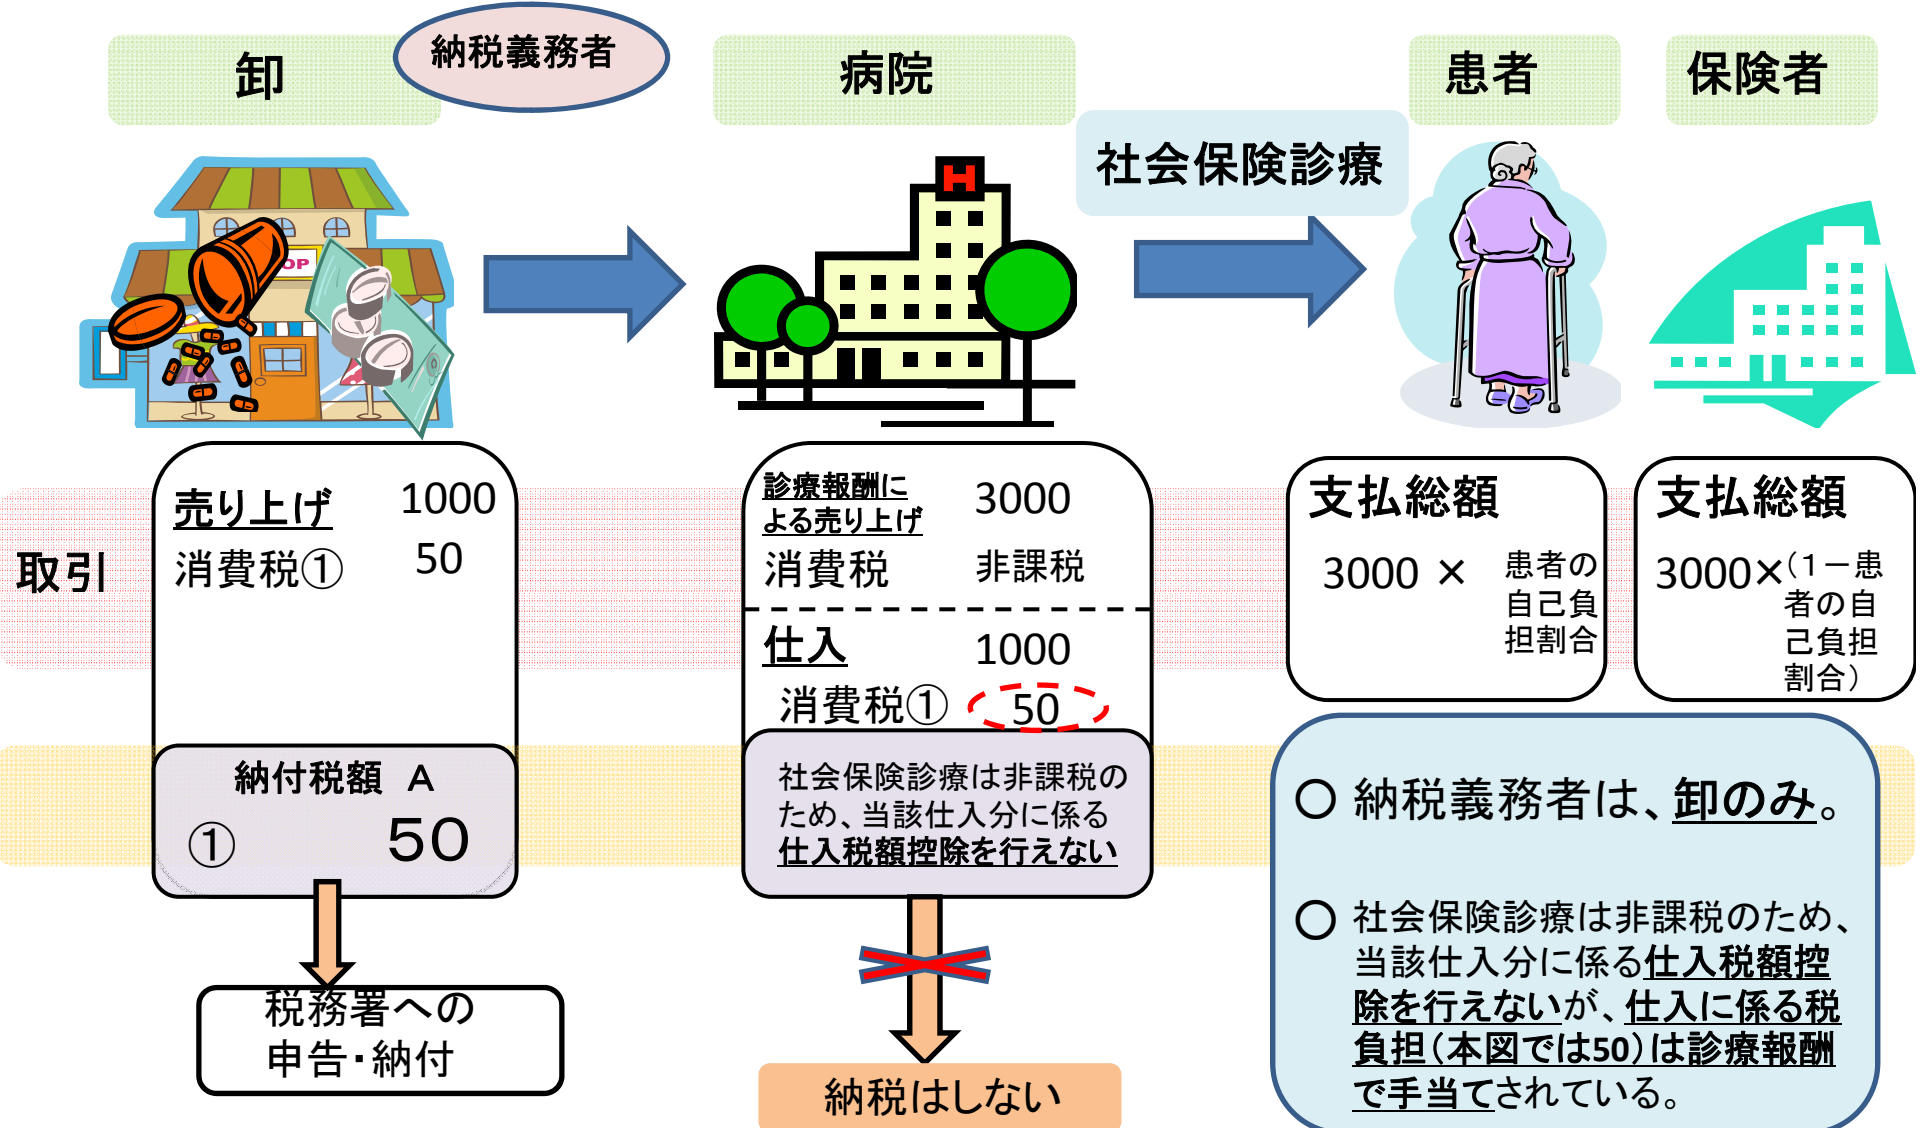 卸
納税義務者
病院
患者
保険者
社会保険診療
OP
H
取引
売り上げ 1000
消費税① 50
納付税額 A
① 50
税務署への
申告・納付
診療報酬に
よる売り上げ 3000
消費税 非課税
仕入 1000
消費税① 50
社会保険診療は非課税の
ため、当該仕入分に係る
仕入税額控除を行えない
納税はしない
支払総額
3000 × 患者の
自己負
担割合
支払総額
3000×(1-患
者の自
己負担
割合)
○ 納税義務者は、卸のみ。
○ 社会保険診療は非課税のため、
当該仕入分に係る仕入税額控
除を行えないが、仕入に係る税
負担(本図では50)は診療報酬
で手当てされている。